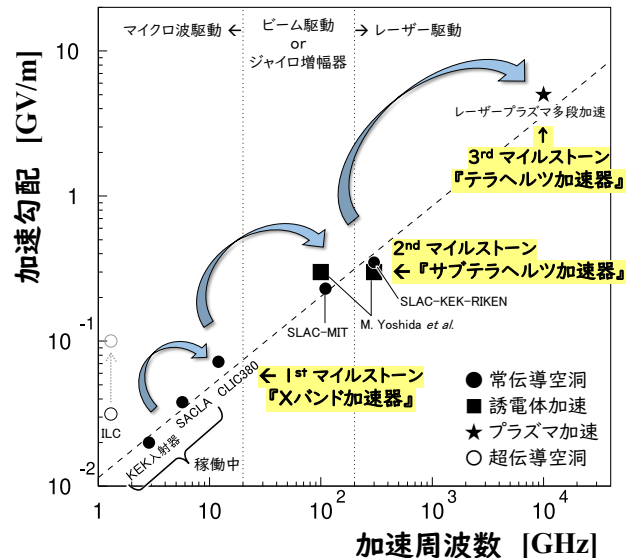 マイクロ波駆動 ←
ビーム駆動
or
ジャイロ増幅器
→ レーザー駆動
加速勾配 [GV/m]
10
1
10⁻¹
10⁻²
レーザープラズマ多段加速
↑
3rd マイルストーン
『テラヘルツ加速器』
2nd マイルストーン
← 『サブテラヘルツ加速器』
SLAC-KEK-RIKEN
M. Yoshida et al.
SLAC-MIT
← 1st マイルストーン
『Xバンド加速器』
ILC
KEK入射器
SACLA
CLIC380
稼働中
● 常伝導空洞
■ 誘電体加速
★ プラズマ加速
○ 超伝導空洞
1
10
10²
10³
10⁴
加速周波数 [GHz]